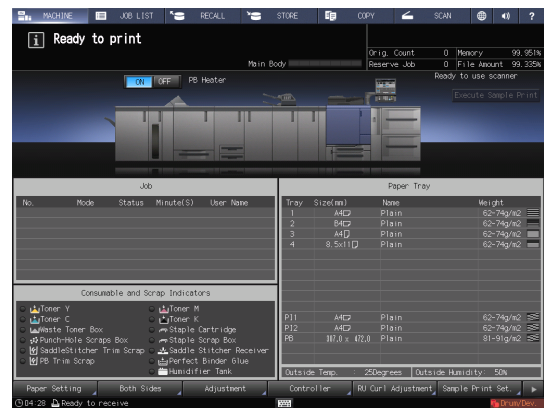 MACHINE JOB LIST RECALL STORE COPY SCAN ?
i Ready to print
Main Body
Orig. Count 0 Memory 99.951%
Reserve Job 0 File Amount 99.335%
ON OFF PB Heater
Ready to use scanner
Execute Sample Print
Job
No. Mode Status Minute(S) User Name
Paper Tray
Tray Size(mm) Name Weight
1 A4 Plain 62-74g/m2
2 B4 Plain 62-74g/m2
3 A4 Plain 62-74g/m2
4 8.5x11 Plain 62-74g/m2
PI1 A4 Plain 62-74g/m2
PI2 A4 Plain 62-74g/m2
PB 307.0 x 472.0 Plain 81-91g/m2
Outside Temp. : 25Degrees Outside Humidity: 50%
Consumable and Scrap Indicators
Toner Y Toner M
Toner C Toner K
Waste Toner Box Staple Cartridge
Punch-Hole Scraps Box Staple Scrap Box
SaddleStitcher Trim Scrap Saddle Stitcher Receiver
PB Trim Scrap Perfect Binder Glue
Humidifier Tank
Paper Setting Both Sides Adjustment Controller RU Curl Adjustment Sample Print Set.
04:28 Ready to receive Drum/Dev.